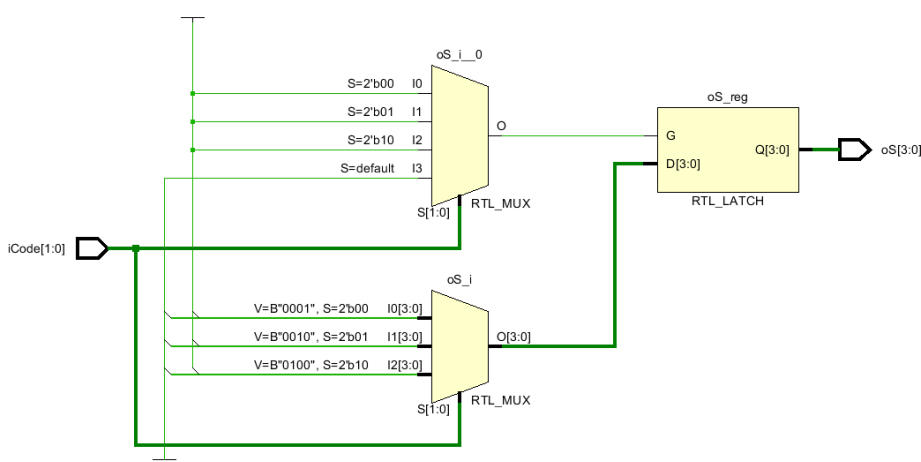 oS_i__0
S=2'b00 I0
S=2'b01 I1
S=2'b10 I2
S=default I3
S[1:0]
RTL_MUX
O
oS_reg
G
D[3:0]
Q[3:0]
RTL_LATCH
oS[3:0]
iCode[1:0]
oS_i
V=B"0001", S=2'b00 I0[3:0]
V=B"0010", S=2'b01 I1[3:0]
V=B"0100", S=2'b10 I2[3:0]
O[3:0]
S[1:0]
RTL_MUX